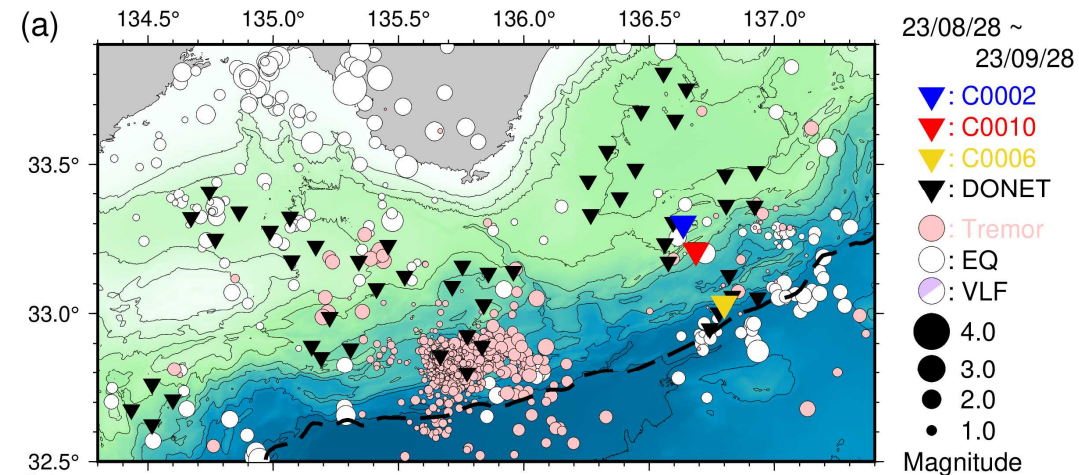 (a)
134.5° 135.0° 135.5° 136.0° 136.5° 137.0°
33.5°
33.0°
32.5°
23/08/28 ~
23/09/28
: C0002
: C0010
: C0006
: DONET
: Tremor
: EQ
: VLF
4.0
3.0
2.0
1.0
Magnitude